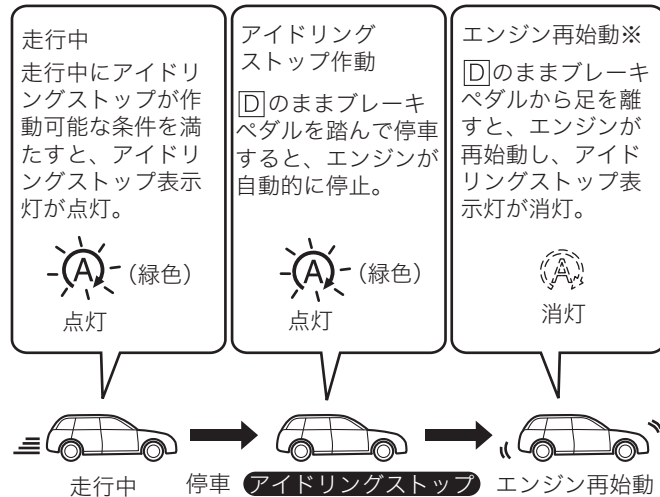 走行中
走行中にアイドリ
ングストップが作
動可能な条件を満
たすと、アイドリ
ングストップ表示
灯が点灯。
A
(緑色)
点灯
アイドリング
ストップ作動
Dのままブレーキ
ペダルを踏んで停車
すると、エンジンが
自動的に停止。
A
(緑色)
点灯
エンジン再始動※
Dのままブレーキ
ペダルから足を離
すと、エンジンが
再始動し、アイド
リングストップ表
示灯が消灯。
A
消灯
走行中
停車
アイドリングストップ
エンジン再始動